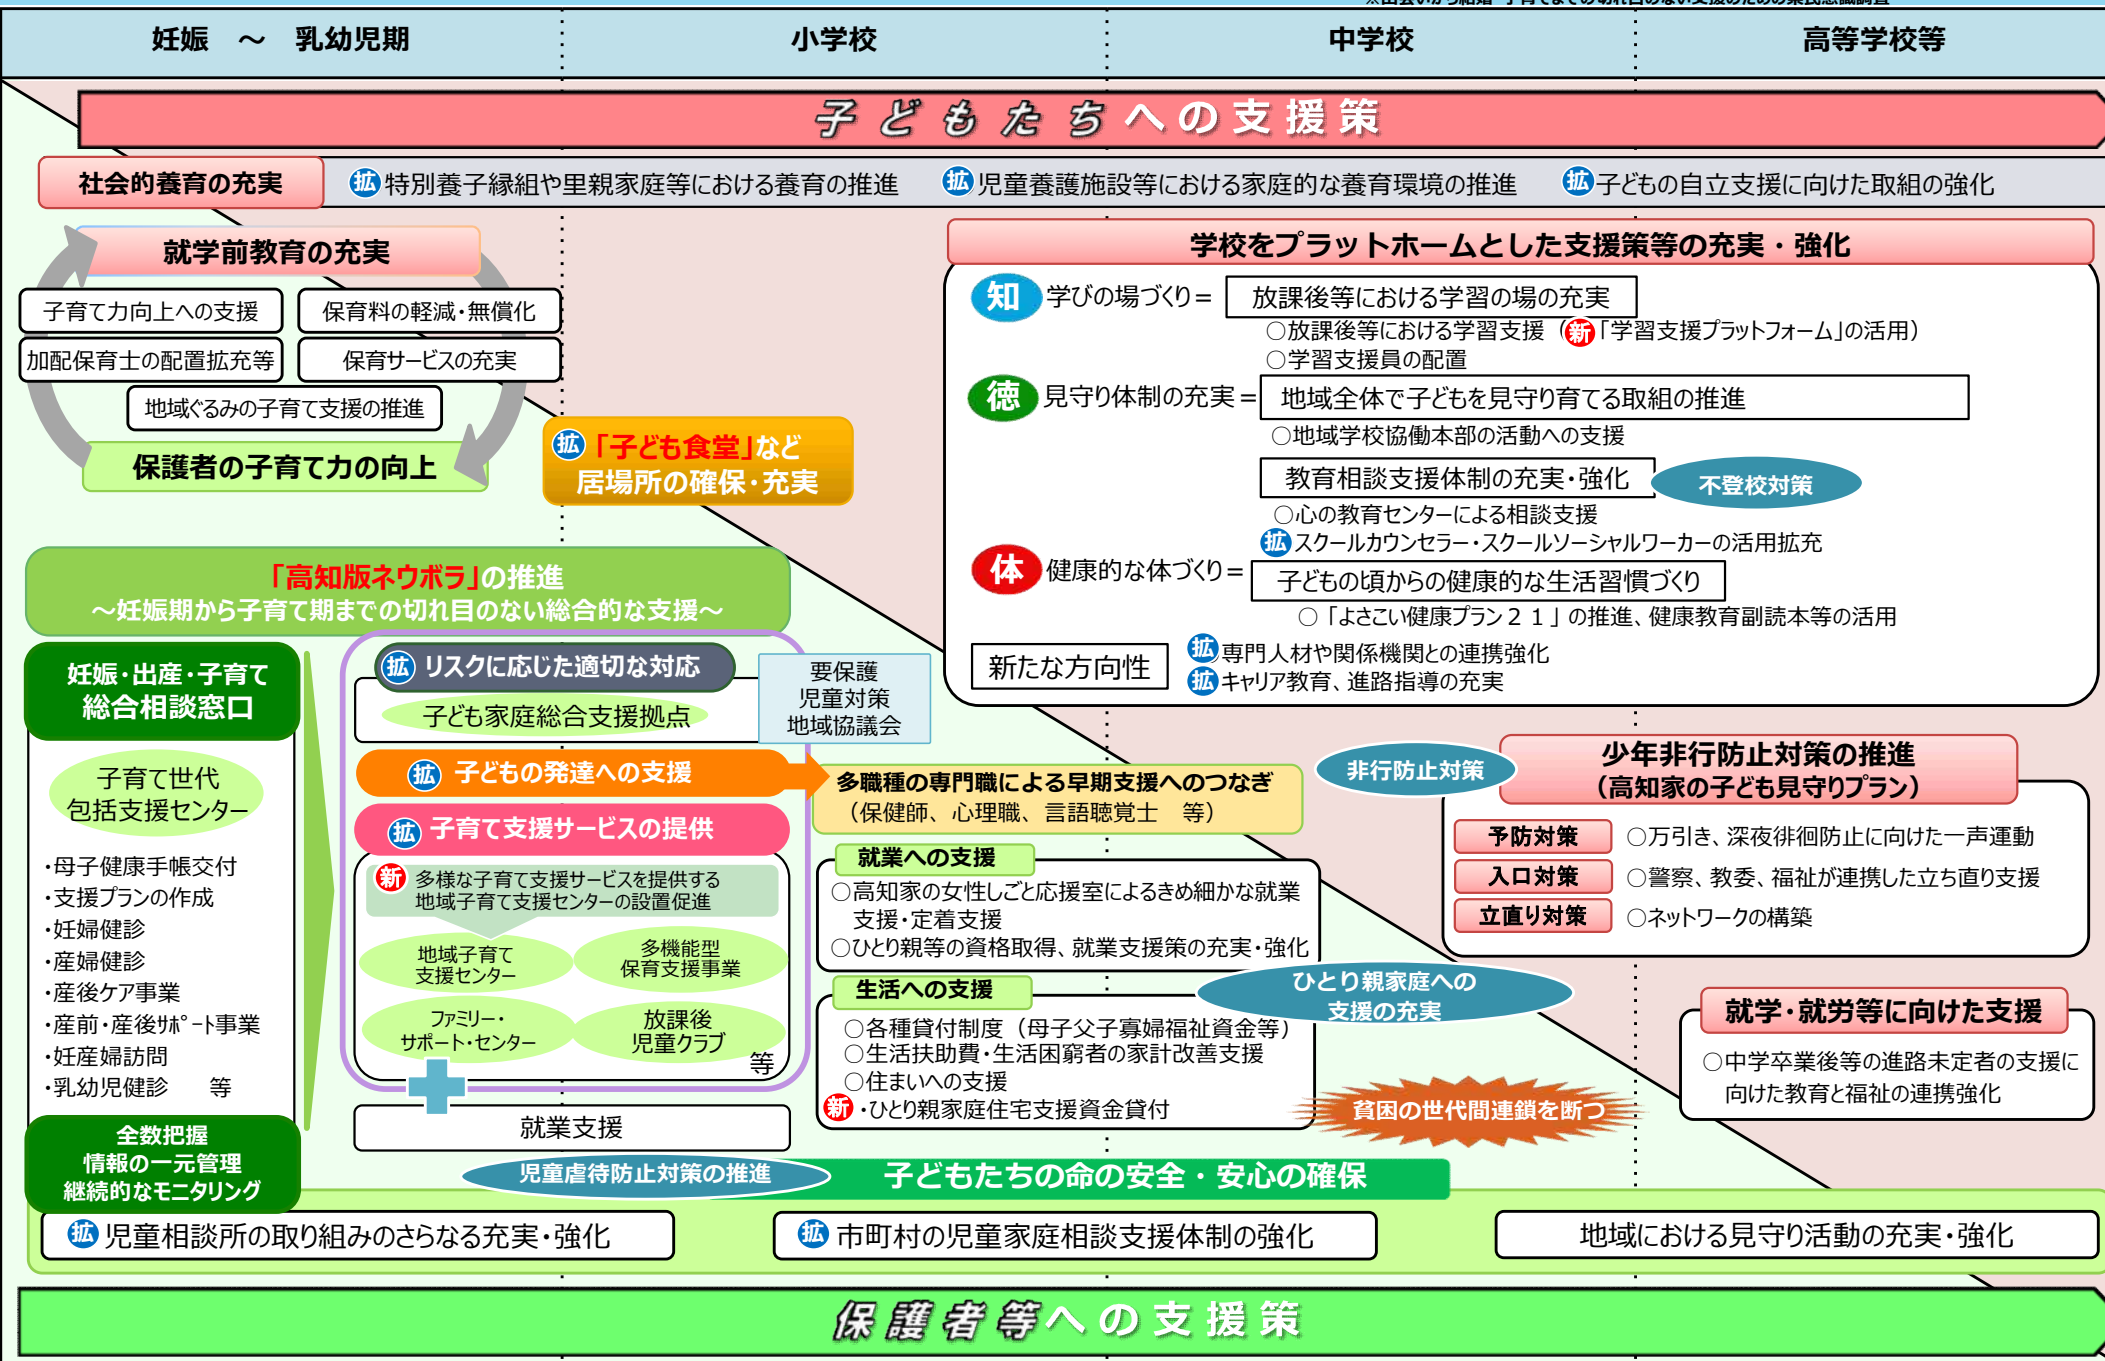 ※出会いから結婚・子育てまでの切れ目のない支援のための県民意識調査
妊娠　～　乳幼児期
小学校
中学校
高等学校等
子どもたちへの支援策
社会的養育の充実
拡 特別養子縁組や里親家庭等における養育の推進
拡 児童養護施設等における家庭的な養育環境の推進
拡 子どもの自立支援に向けた取組の強化
就学前教育の充実
子育て力向上への支援
保育料の軽減・無償化
加配保育士の配置拡充等
保育サービスの充実
地域ぐるみの子育て支援の推進
保護者の子育て力の向上
拡 「子ども食堂」など
居場所の確保・充実
学校をプラットホームとした支援策等の充実・強化
知 学びの場づくり＝ 放課後等における学習の場の充実
○放課後等における学習支援（新「学習支援プラットフォーム」の活用）
○学習支援員の配置
徳 見守り体制の充実＝ 地域全体で子どもを見守り育てる取組の推進
○地域学校協働本部の活動への支援
教育相談支援体制の充実・強化
不登校対策
○心の教育センターによる相談支援
拡 スクールカウンセラー・スクールソーシャルワーカーの活用拡充
体 健康的な体づくり＝ 子どもの頃からの健康的な生活習慣づくり
○「よさこい健康プラン２１」の推進、健康教育副読本等の活用
新たな方向性
拡 専門人材や関係機関との連携強化
拡 キャリア教育、進路指導の充実
「高知版ネウボラ」の推進
～妊娠期から子育て期までの切れ目のない総合的な支援～
妊娠・出産・子育て
総合相談窓口
子育て世代
包括支援センター
・母子健康手帳交付
・支援プランの作成
・妊婦健診
・産婦健診
・産後ケア事業
・産前・産後ｻﾎﾟｰﾄ事業
・妊産婦訪問
・乳幼児健診　等
全数把握
情報の一元管理
継続的なモニタリング
拡 リスクに応じた適切な対応
子ども家庭総合支援拠点
要保護
児童対策
地域協議会
拡 子どもの発達への支援
多職種の専門職による早期支援へのつなぎ
（保健師、心理職、言語聴覚士　等）
拡 子育て支援サービスの提供
新 多様な子育て支援サービスを提供する
地域子育て支援センターの設置促進
地域子育て
支援センター
多機能型
保育支援事業
ファミリー・
サポート・センター
放課後
児童クラブ
等
就業支援
就業への支援
○高知家の女性しごと応援室によるきめ細かな就業
支援・定着支援
○ひとり親等の資格取得、就業支援策の充実・強化
生活への支援
○各種貸付制度（母子父子寡婦福祉資金等）
○生活扶助費・生活困窮者の家計改善支援
○住まいへの支援
新 ・ひとり親家庭住宅支援資金貸付
ひとり親家庭への
支援の充実
貧困の世代間連鎖を断つ
非行防止対策
少年非行防止対策の推進
（高知家の子ども見守りプラン）
予防対策 ○万引き、深夜徘徊防止に向けた一声運動
入口対策 ○警察、教委、福祉が連携した立ち直り支援
立直り対策 ○ネットワークの構築
就学・就労等に向けた支援
○中学卒業後等の進路未定者の支援に
向けた教育と福祉の連携強化
児童虐待防止対策の推進
子どもたちの命の安全・安心の確保
拡 児童相談所の取り組みのさらなる充実・強化
拡 市町村の児童家庭相談支援体制の強化
地域における見守り活動の充実・強化
保護者等への支援策